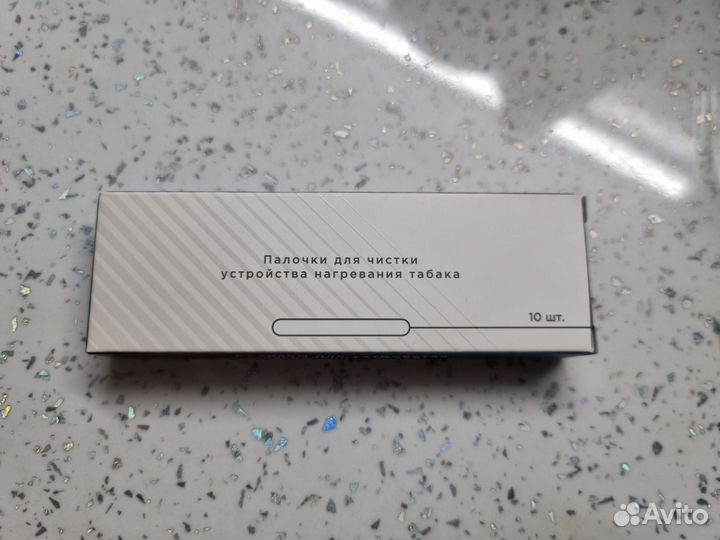 Палочки для чистки
устройства нагревания табака
10 шт.
Avito